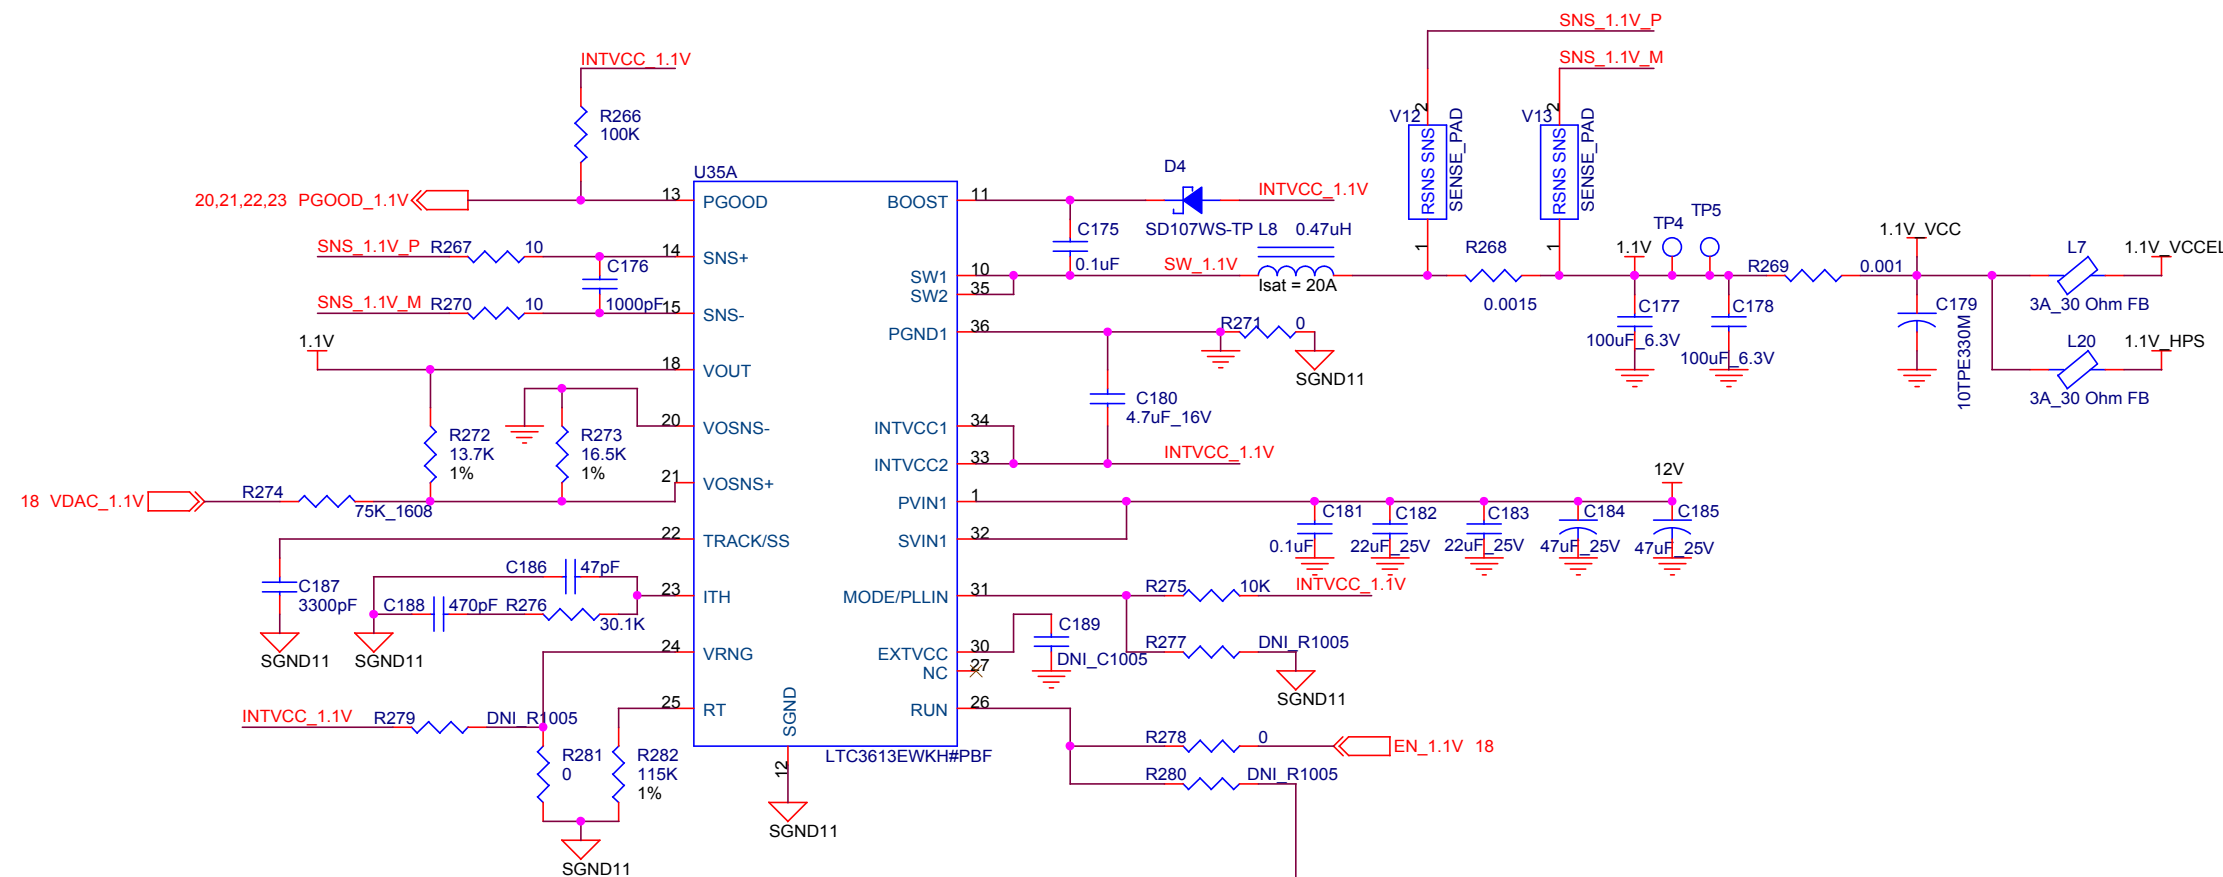 SNS_1.1V_P
SNS_1.1V_M
INTVCC_1.1V
R266
100K
V12
2
RSNS SNS
SENSE_PAD
1
V13
2
RSNS SNS
SENSE_PAD
1
U35A
20,21,22,23 PGOOD_1.1V
13
PGOOD
BOOST
11
D4
SD107WS-TP
INTVCC_1.1V
C175
0.1uF
L8
0.47uH
Isat = 20A
SNS_1.1V_P
R267
10
14
SNS+
C176
1000pF
SNS_1.1V_M
R270
10
15
SNS-
SW1
10
SW2
35
SW_1.1V
R268
0.0015
1.1V
TP4
TP5
R269
0.001
1.1V_VCC
L7
3A_30 Ohm FB
1.1V_VCCEL
C177
100uF_6.3V
C178
100uF_6.3V
C179
10TPE330M
L20
3A_30 Ohm FB
1.1V_HPS
PGND1
36
R271
0
SGND11
1.1V
18
VOUT
C180
4.7uF_16V
20
VOSNS-
R272
13.7K
1%
R273
16.5K
1%
INTVCC1
34
INTVCC2
33
INTVCC_1.1V
21
VOSNS+
18 VDAC_1.1V
R274
75K_1608
PVIN1
1
SVIN1
32
12V
C181
0.1uF
C182
22uF_25V
C183
22uF_25V
C184
47uF_25V
C185
47uF_25V
22
TRACK/SS
C187
3300pF
SGND11
C186
47pF
C188
470pF
R276
30.1K
SGND11
23
ITH
MODE/PLLIN
31
R275
10K
INTVCC_1.1V
R277
DNI_R1005
SGND11
24
VRNG
EXTVCC
30
C189
DNI_C1005
NC
27
INTVCC_1.1V
R279
DNI_R1005
25
RT
RUN
26
R281
0
R282
115K
1%
SGND11
SGND
12
SGND11
LTC3613EWKH#PBF
R278
0
EN_1.1V 18
R280
DNI_R1005